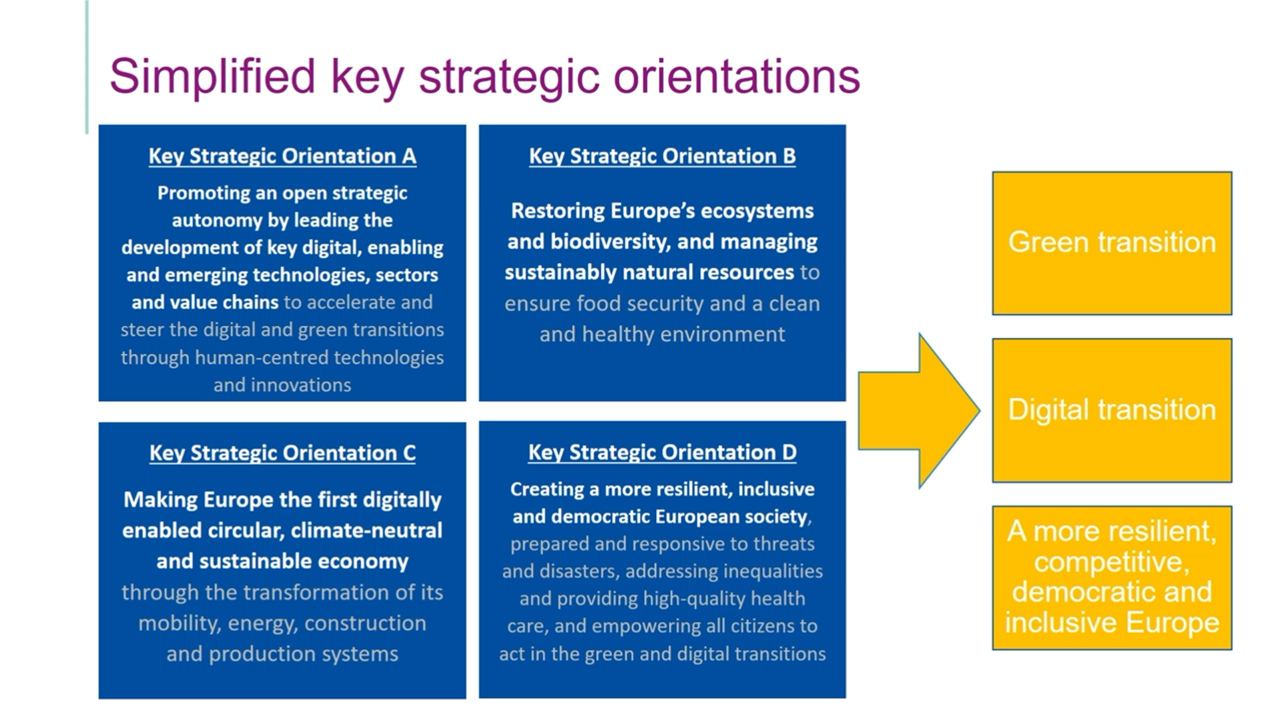 Simplified key strategic orientations
Key Strategic Orientation A
Promoting an open strategic
autonomy by leading the
development of key digital, enabling
and emerging technologies, sectors
and value chains to accelerate and
steer the digital and green transitions
through human-centred technologies
and innovations
Key Strategic Orientation B
Restoring Europe’s ecosystems
and biodiversity, and managing
sustainably natural resources to
ensure food security and a clean
and healthy environment
Key Strategic Orientation C
Making Europe the first digitally
enabled circular, climate-neutral
and sustainable economy
through the transformation of its
mobility, energy, construction
and production systems
Key Strategic Orientation D
Creating a more resilient, inclusive
and democratic European society,
prepared and responsive to threats
and disasters, addressing inequalities
and providing high-quality health
care, and empowering all citizens to
act in the green and digital transitions
Green transition
Digital transition
A more resilient,
competitive,
democratic and
inclusive Europe